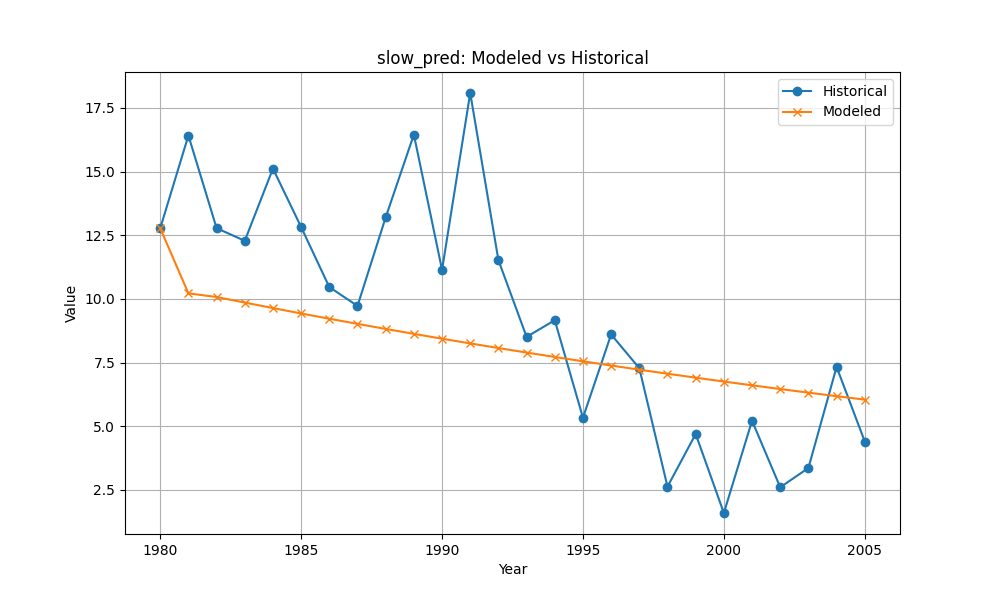 slow_pred: Modeled vs Historical
Historical
Modeled
Value
17.5
15.0
12.5
10.0
7.5
5.0
2.5
1980
1985
1990
1995
2000
2005
Year